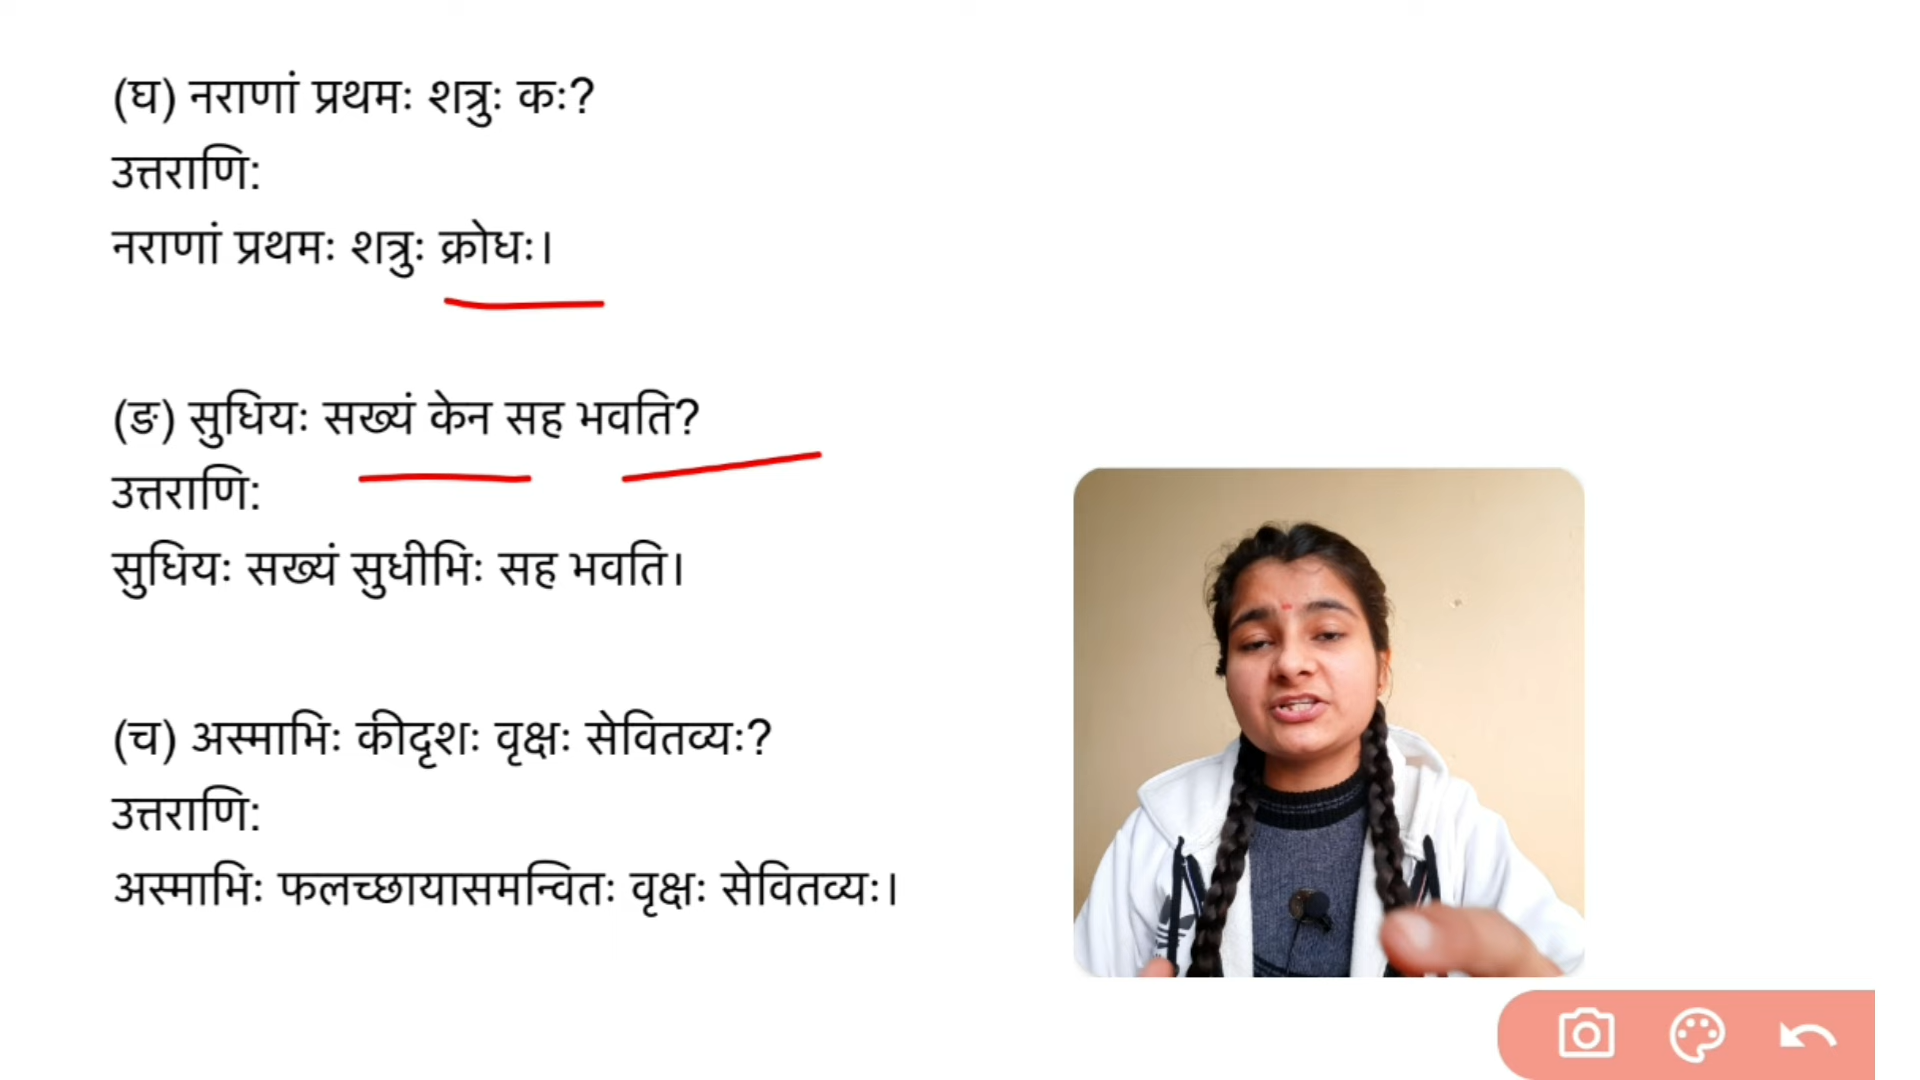 (घ) नराणां प्रथमः शत्रुः कः?
उत्तराणि:
नराणां प्रथमः शत्रुः क्रोधः।
(ङ) सुधियः सख्यं केन सह भवति?
उत्तराणि:
सुधियः सख्यं सुधीभिः सह भवति।
(च) अस्माभिः कीदृशः वृक्षः सेवितव्यः?
उत्तराणि:
अस्माभिः फलच्छायासमन्वितः वृक्षः सेवितव्यः।